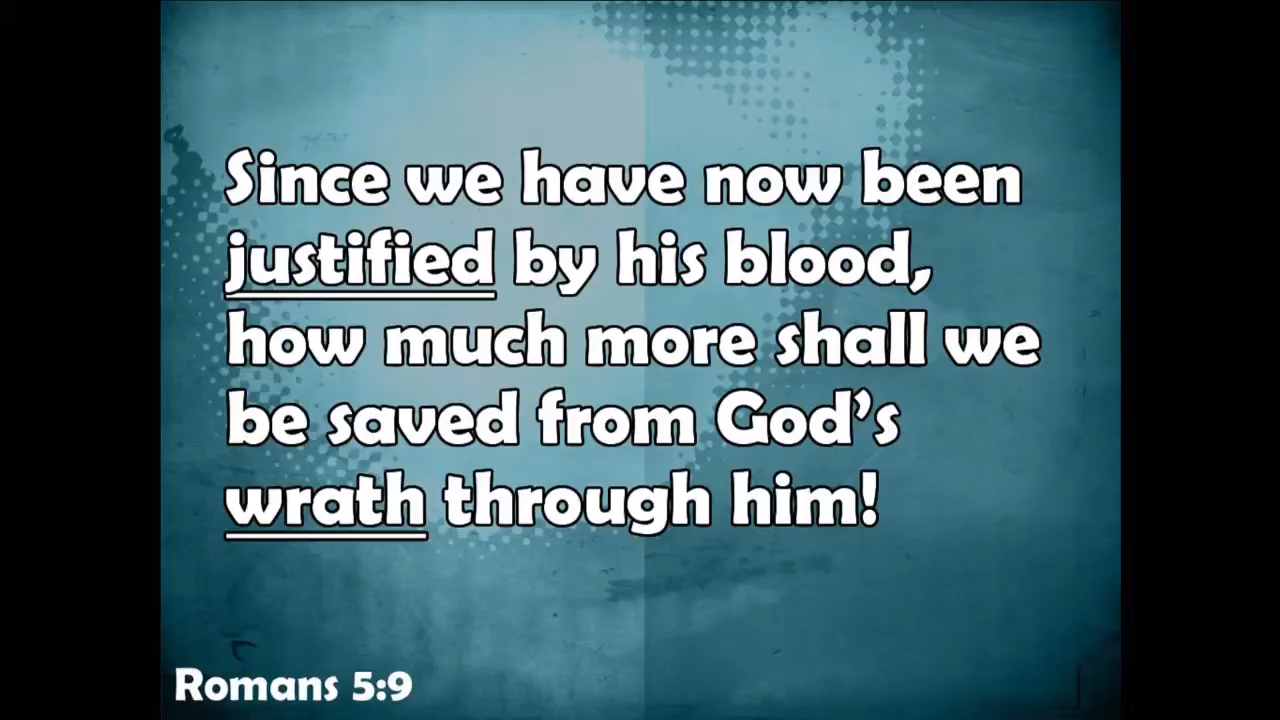 Since we have now been
justified by his blood,
how much more shall we
be saved from God’s
wrath through him!
Romans 5:9